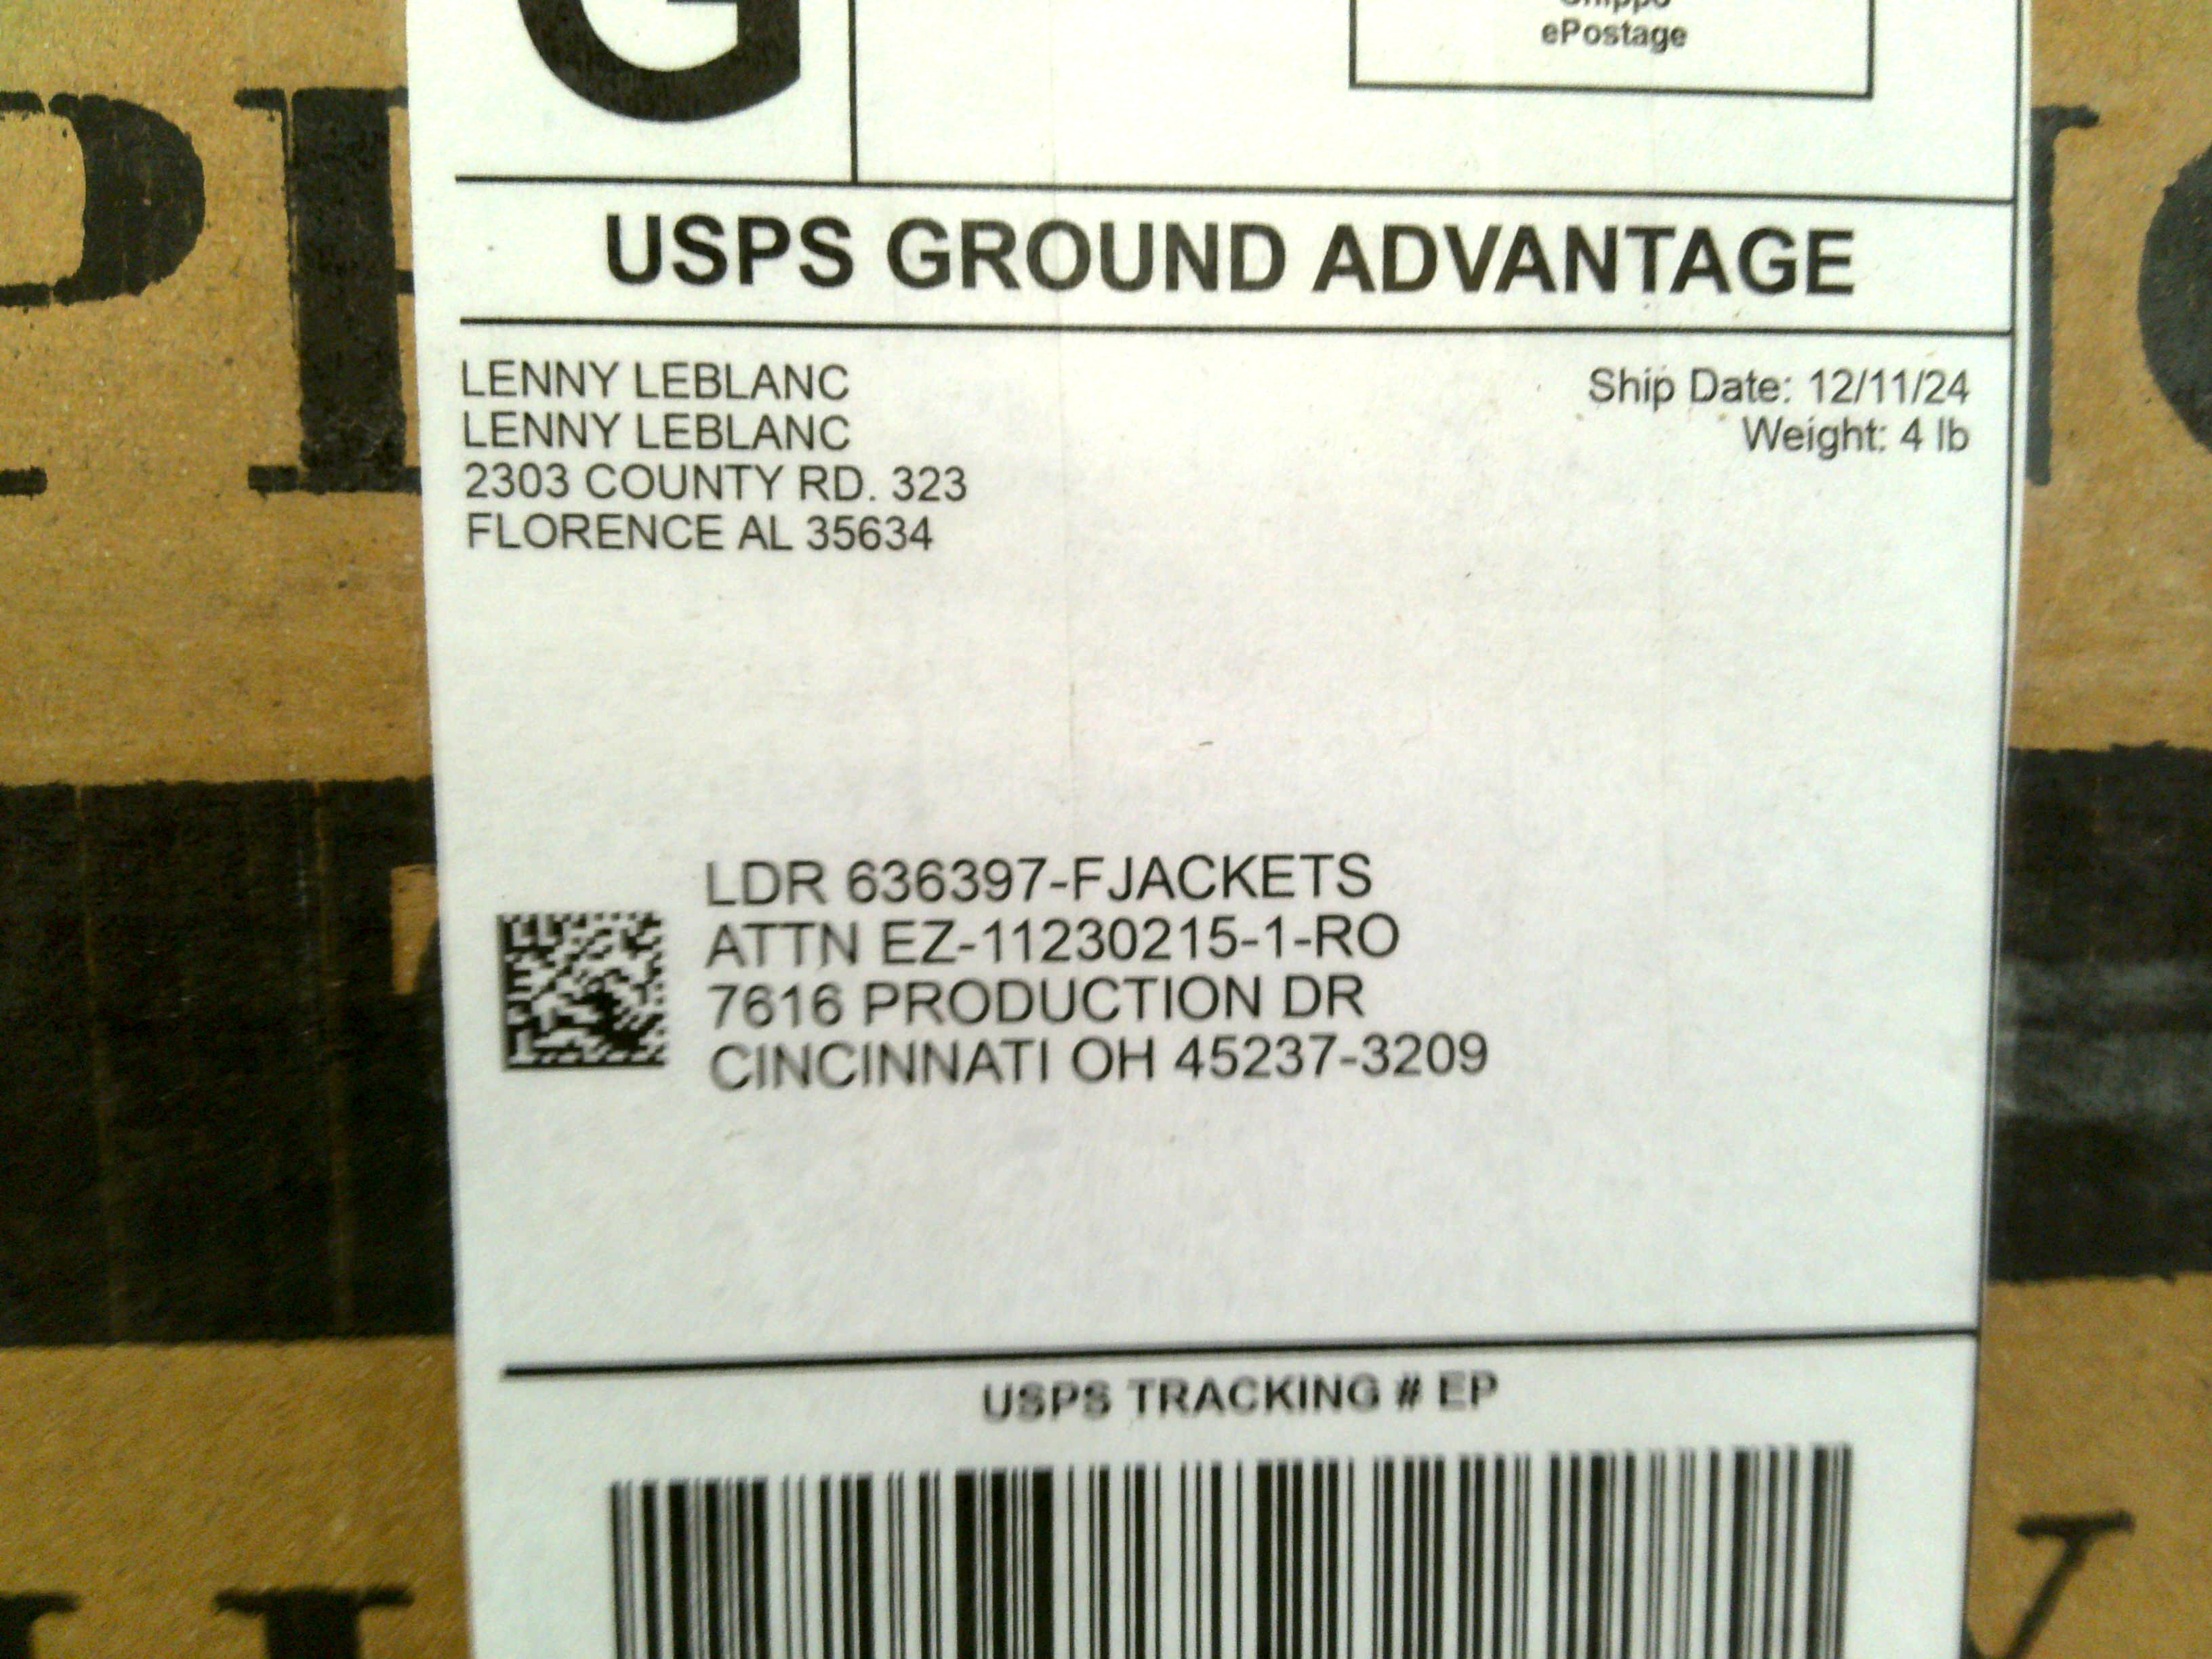 G
ePostage
USPS GROUND ADVANTAGE
LENNY LEBLANC
LENNY LEBLANC
2303 COUNTY RD. 323
FLORENCE AL 35634
Ship Date: 12/11/24
Weight: 4 lb
LDR 636397-FJACKETS
ATTN EZ-11230215-1-RO
7616 PRODUCTION DR
CINCINNATI OH 45237-3209
USPS TRACKING # EP